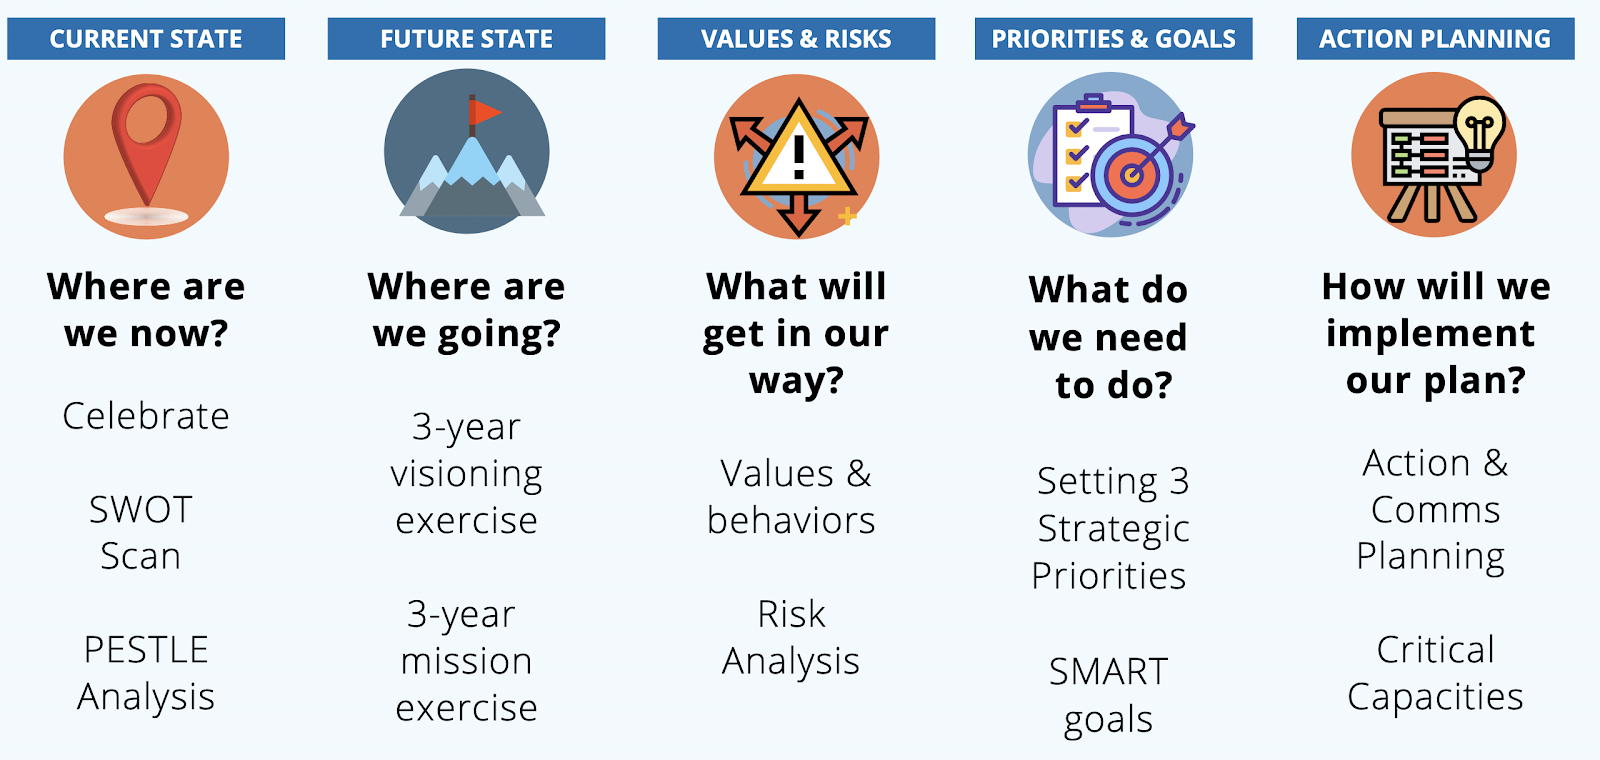 CURRENT STATE
Where are
we now?
Celebrate
SWOT
Scan
PESTLE
Analysis
FUTURE STATE
Where are
we going?
3-year
visioning
exercise
3-year
mission
exercise
VALUES & RISKS
What will
get in our
way?
Values &
behaviors
Risk
Analysis
PRIORITIES & GOALS
What do
we need
to do?
Setting 3
Strategic
Priorities
SMART
goals
ACTION PLANNING
How will we
implement
our plan?
Action &
Comms
Planning
Critical
Capacities